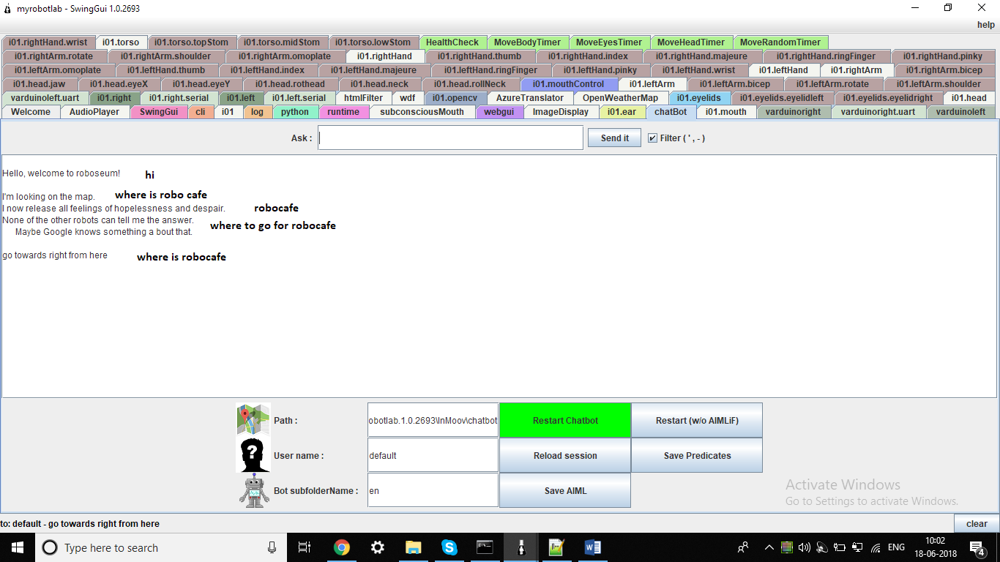 myrobotlab - SwingGui 1.0.2693
help
i01.rightHand.wrist i01.torso i01.torso.topStom i01.torso.midStom i01.torso.lowStom HealthCheck MoveBodyTimer MoveEyesTimer MoveHeadTimer MoveRandomTimer
i01.rightArm.rotate i01.rightArm.shoulder i01.rightArm.omoplate i01.rightHand i01.rightHand.thumb i01.rightHand.index i01.rightHand.majeure i01.rightHand.ringFinger i01.rightHand.pinky
i01.leftArm.omoplate i01.leftHand.thumb i01.leftHand.index i01.leftHand.majeure i01.leftHand.ringFinger i01.leftHand.pinky i01.leftHand.wrist i01.leftHand i01.rightArm i01.rightArm.bicep
i01.head.jaw i01.head.eyeX i01.head.eyeY i01.head.rothead i01.head.neck i01.head.rollNeck i01.mouthControl i01.leftArm i01.leftArm.bicep i01.leftArm.rotate i01.leftArm.shoulder
varduinoleft.uart i01.right i01.right.serial i01.left i01.left.serial htmlFilter wdf i01.opencv AzureTranslator OpenWeatherMap i01.eyelids i01.eyelids.eyelidleft i01.eyelids.eyelidright i01.head
Welcome AudioPlayer SwingGui cli i01 log python runtime subconsciousMouth webgui ImageDisplay i01.ear chatBot i01.mouth varduinoright varduinoright.uart varduinoleft
Ask : Send it Filter ( ' , - )
Hello, welcome to roboseum! hi
I'm looking on the map. where is robo cafe
I now release all feelings of hopelessness and despair. robocafe
None of the other robots can tell me the answer.
where to go for robocafe
Maybe Google knows something a bout that.
go towards right from here where is robocafe
Path : obotlab.1.0.2693\InMoov\chatbot Restart Chatbot Restart (w/o AIMLiF)
User name : default Reload session Save Predicates
Bot subfolderName : en Save AIML
Activate Windows
Go to Settings to activate Windows.
to: default - go towards right from here clear
Type here to search
ENG
10:02
18-06-2018
4